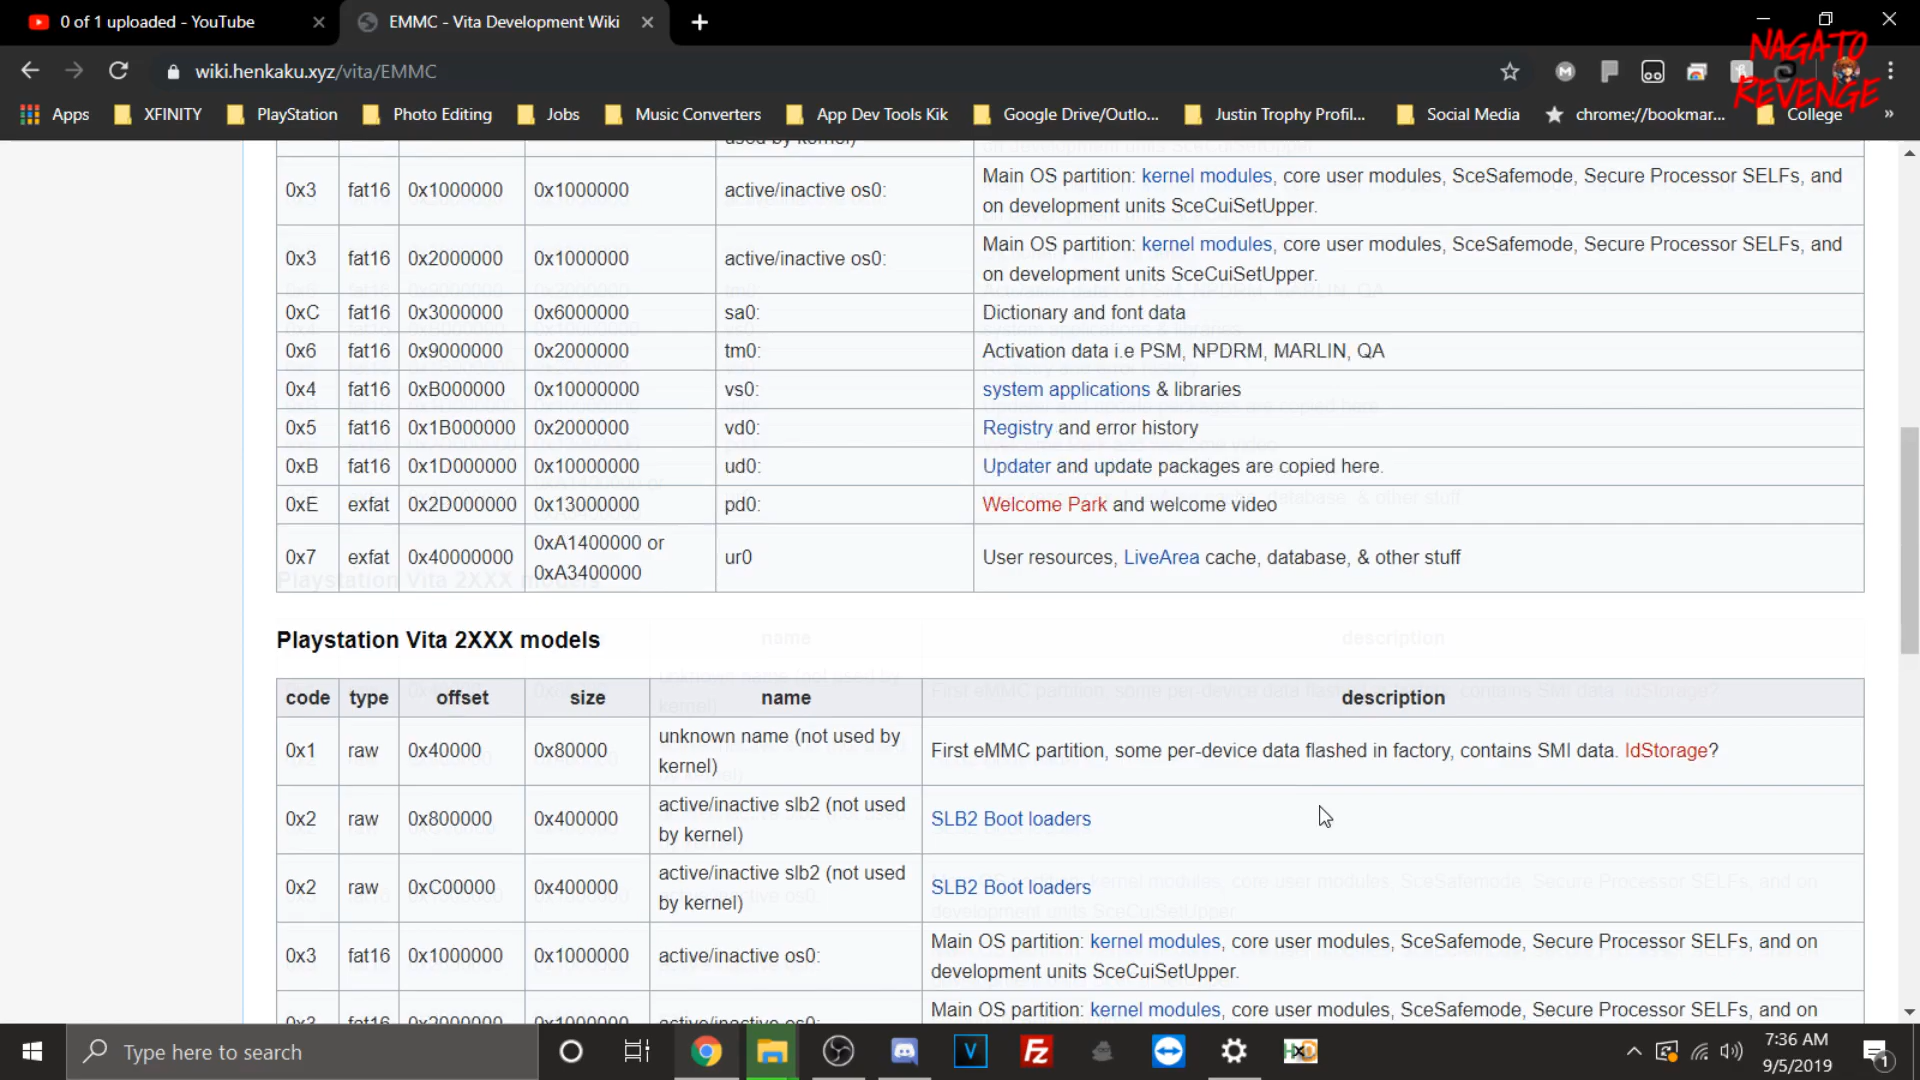 0 of 1 uploaded - YouTube
EMMC - Vita Development Wiki
NAGATO
REVENGE
wiki.henkaku.xyz/vita/EMMC
Apps XFINITY PlayStation Photo Editing Jobs Music Converters App Dev Tools Kik Google Drive/Outlo... Justin Trophy Profil... Social Media chrome://bookmar... College »
used by kernel)
0x3 fat16 0x1000000 0x1000000 active/inactive os0: Main OS partition: kernel modules, core user modules, SceSafemode, Secure Processor SELFs, and
on development units SceCuiSetUpper.
0x3 fat16 0x2000000 0x1000000 active/inactive os0: Main OS partition: kernel modules, core user modules, SceSafemode, Secure Processor SELFs, and
on development units SceCuiSetUpper.
0xC fat16 0x3000000 0x6000000 sa0: Dictionary and font data
0x6 fat16 0x9000000 0x2000000 tm0: Activation data i.e PSM, NPDRM, MARLIN, QA
0x4 fat16 0xB000000 0x10000000 vs0: system applications & libraries
0x5 fat16 0x1B000000 0x2000000 vd0: Registry and error history
0xB fat16 0x1D000000 0x10000000 ud0: Updater and update packages are copied here.
0xE exfat 0x2D000000 0x13000000 pd0: Welcome Park and welcome video
0x7 exfat 0x40000000 0xA1400000 or
0xA3400000 ur0 User resources, LiveArea cache, database, & other stuff
Playstation Vita 2XXX models
code type offset size name description
0x1 raw 0x40000 0x80000 unknown name (not used by
kernel) First eMMC partition, some per-device data flashed in factory, contains SMI data. IdStorage?
0x2 raw 0x800000 0x400000 active/inactive slb2 (not used
by kernel) SLB2 Boot loaders
0x2 raw 0xC00000 0x400000 active/inactive slb2 (not used
by kernel) SLB2 Boot loaders
0x3 fat16 0x1000000 0x1000000 active/inactive os0: Main OS partition: kernel modules, core user modules, SceSafemode, Secure Processor SELFs, and on
development units SceCuiSetUpper.
0x3 fat16 0x2000000 0x1000000 active/inactive os0: Main OS partition: kernel modules, core user modules, SceSafemode, Secure Processor SELFs, and on
Type here to search
7:36 AM
9/5/2019
1